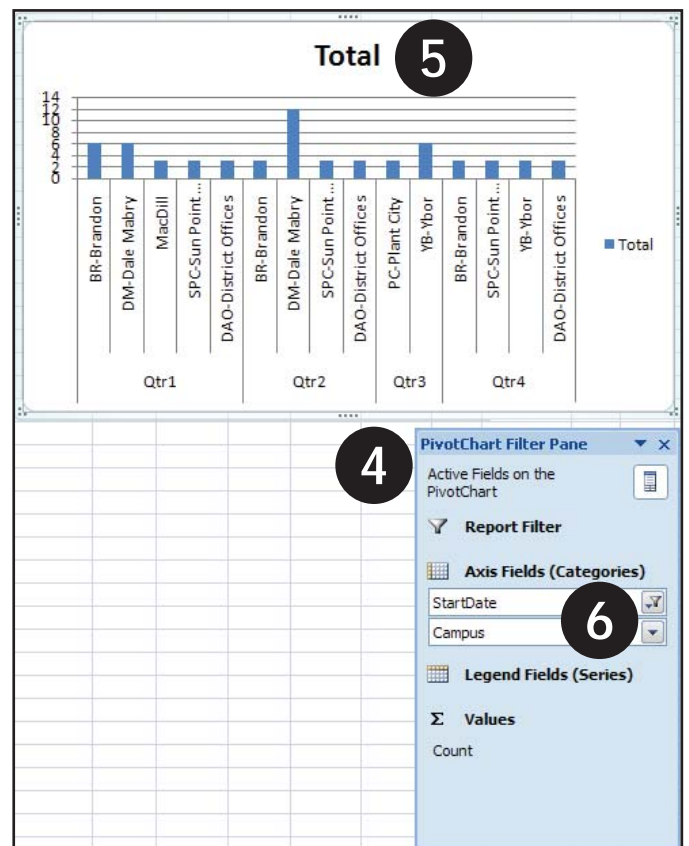 Total
5
14
12
10
8
6
4
2
0
BR-Brandon
DM-Dale Mabry
MacDill
SPC-Sun Point ...
DAO-District Offices
BR-Brandon
DM-Dale Mabry
SPC-Sun Point ...
DAO-District Offices
PC-Plant City
YB-Ybor
BR-Brandon
SPC-Sun Point ...
YB-Ybor
DAO-District Offices
Qtr1
Qtr2
Qtr3
Qtr4
Total
4
PivotChart Filter Pane
Active Fields on the
PivotChart
Report Filter
Axis Fields (Categories)
StartDate
Campus
6
Legend Fields (Series)
Σ Values
Count